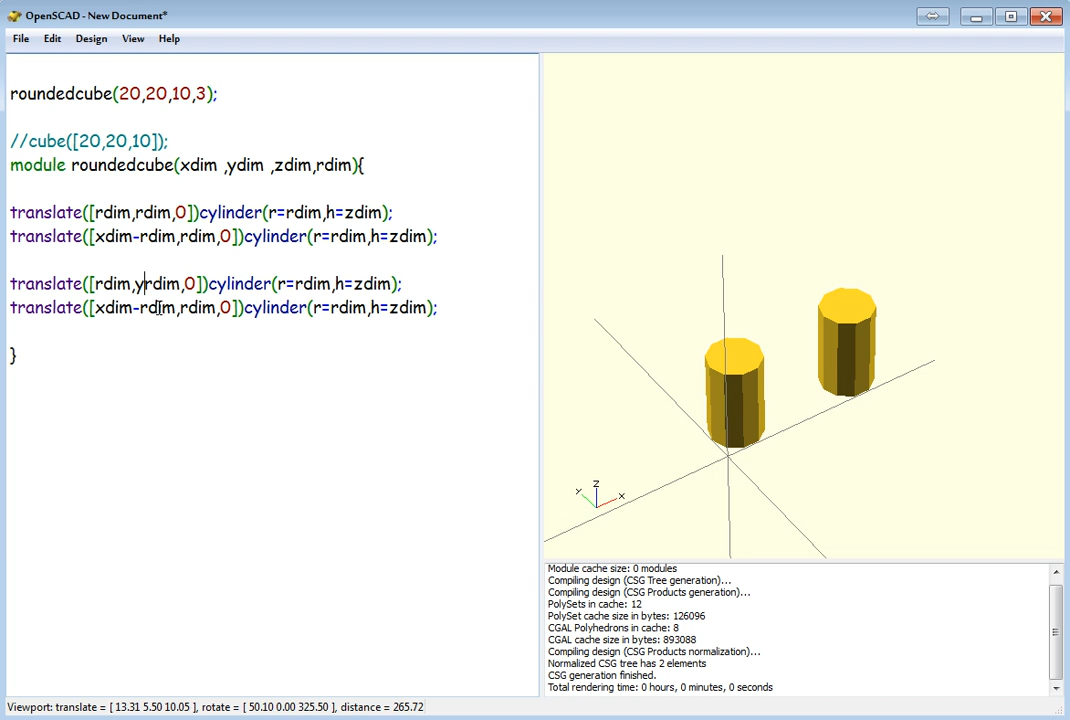 OpenSCAD - New Document*
File Edit Design View Help
roundedcube(20,20,10,3);
//cube([20,20,10]);
module roundedcube(xdim ,ydim ,zdim,rdim){
translate([rdim,rdim,0])cylinder(r=rdim,h=zdim);
translate([xdim-rdim,rdim,0])cylinder(r=rdim,h=zdim);
translate([rdim,yrdim,0])cylinder(r=rdim,h=zdim);
translate([xdim-rdim,rdim,0])cylinder(r=rdim,h=zdim);
}
Y Z X
Module cache size: 0 modules
Compiling design (CSG Tree generation)...
Compiling design (CSG Products generation)...
PolySets in cache: 12
PolySet cache size in bytes: 126096
CGAL Polyhedrons in cache: 8
CGAL cache size in bytes: 893088
Compiling design (CSG Products normalization)...
Normalized CSG tree has 2 elements
CSG generation finished.
Total rendering time: 0 hours, 0 minutes, 0 seconds
Viewport: translate = [ 13.31 5.50 10.05 ], rotate = [ 50.10 0.00 325.50 ], distance = 265.72